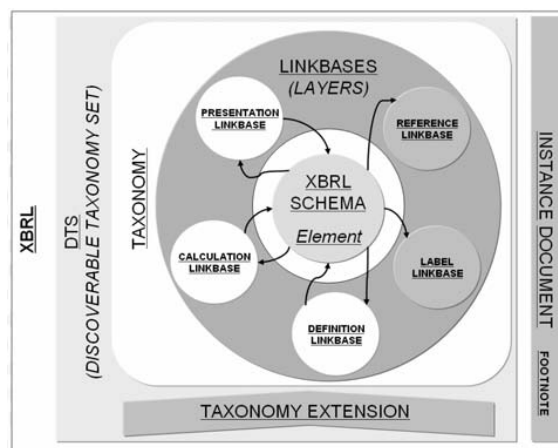 XBRL
DTS
(DISCOVERABLE TAXONOMY SET)
TAXONOMY
LINKBASES
(LAYERS)
PRESENTATION
LINKBASE
REFERENCE
LINKBASE
XBRL
SCHEMA
Element
CALCULATION
LINKBASE
LABEL
LINKBASE
DEFINITION
LINKBASE
TAXONOMY EXTENSION
INSTANCE DOCUMENT
FOOTNOTE